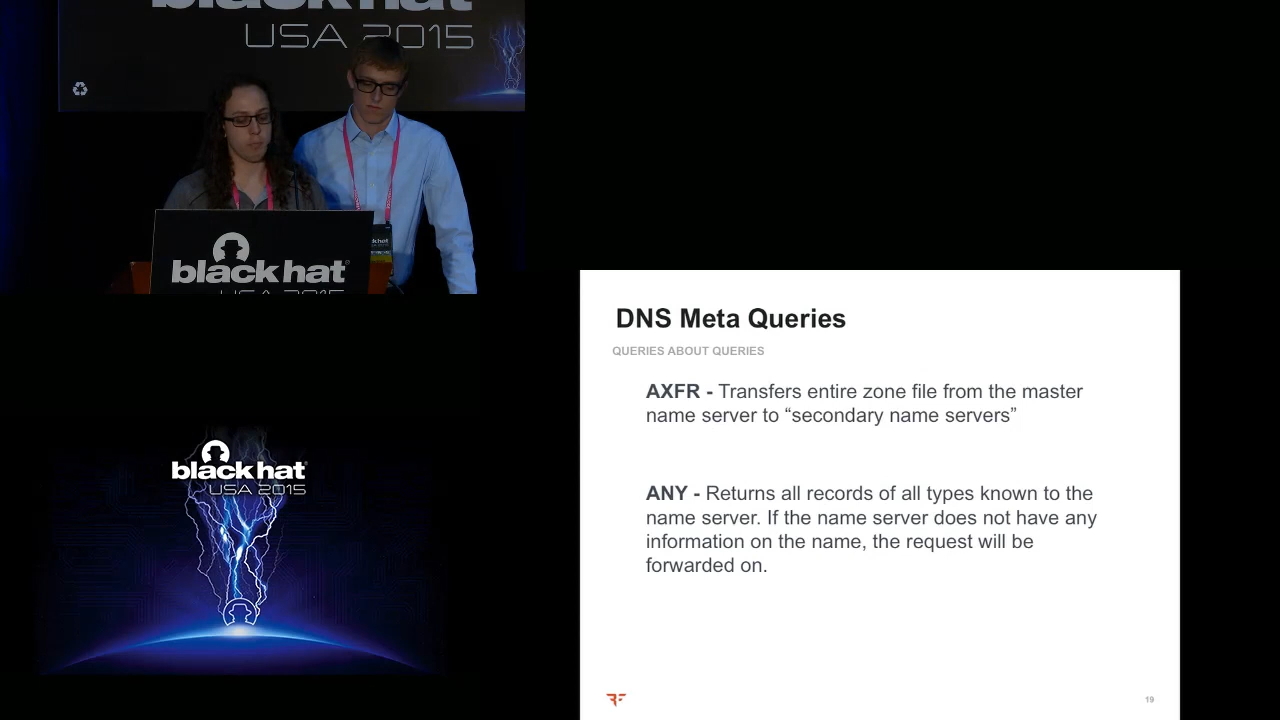 black hat
USA 2015
black hat
USA 2015
black hat
USA 2015
DNS Meta Queries
QUERIES ABOUT QUERIES
AXFR - Transfers entire zone file from the master
name server to “secondary name servers”
ANY - Returns all records of all types known to the
name server. If the name server does not have any
information on the name, the request will be
forwarded on.
19